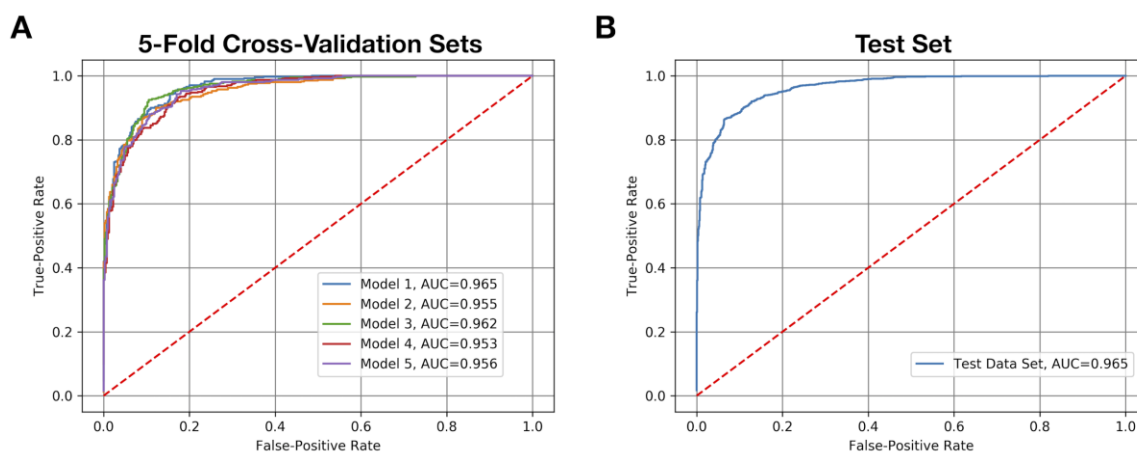 A
5-Fold Cross-Validation Sets
True-Positive Rate
1.0
0.8
0.6
0.4
0.2
0.0
Model 1, AUC=0.965
Model 2, AUC=0.955
Model 3, AUC=0.962
Model 4, AUC=0.953
Model 5, AUC=0.956
0.0 0.2 0.4 0.6 0.8 1.0
False-Positive Rate
B
Test Set
True-Positive Rate
1.0
0.8
0.6
0.4
0.2
0.0
Test Data Set, AUC=0.965
0.0 0.2 0.4 0.6 0.8 1.0
False-Positive Rate